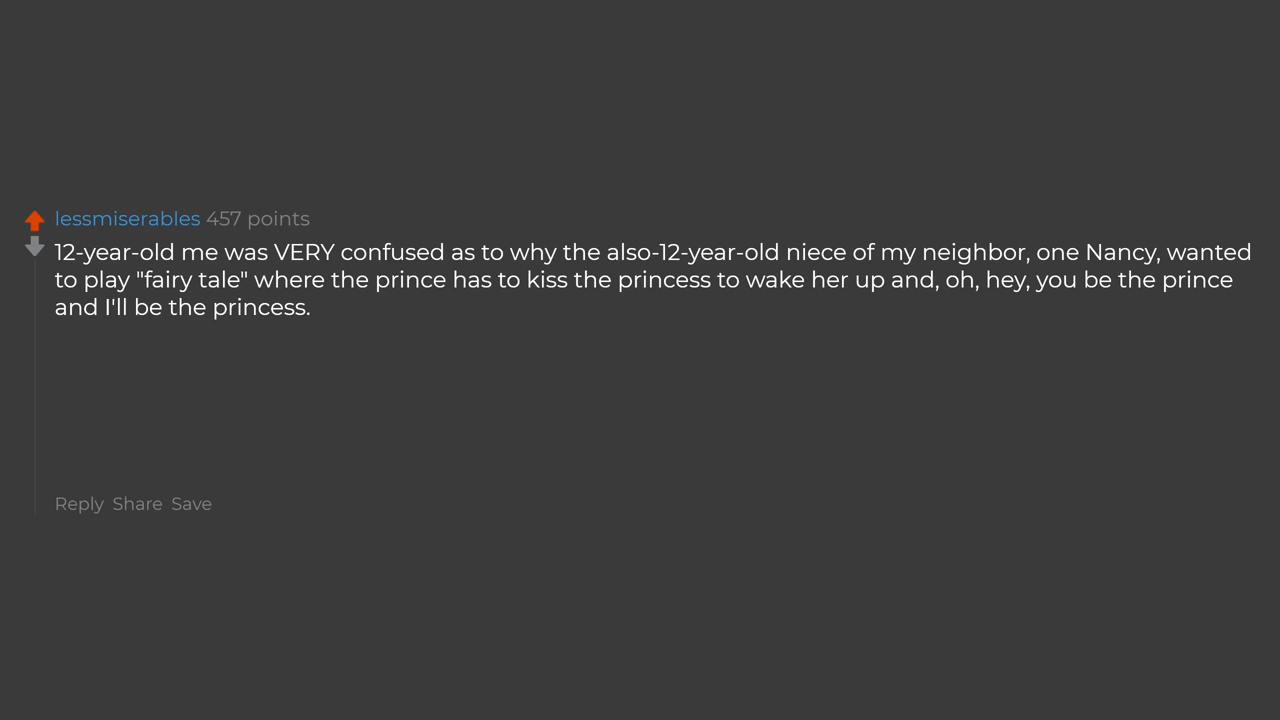 lessmiserables 457 points
12-year-old me was VERY confused as to why the also-12-year-old niece of my neighbor, one Nancy, wanted
to play "fairy tale" where the prince has to kiss the princess to wake her up and, oh, hey, you be the prince
and I'll be the princess.
Reply Share Save